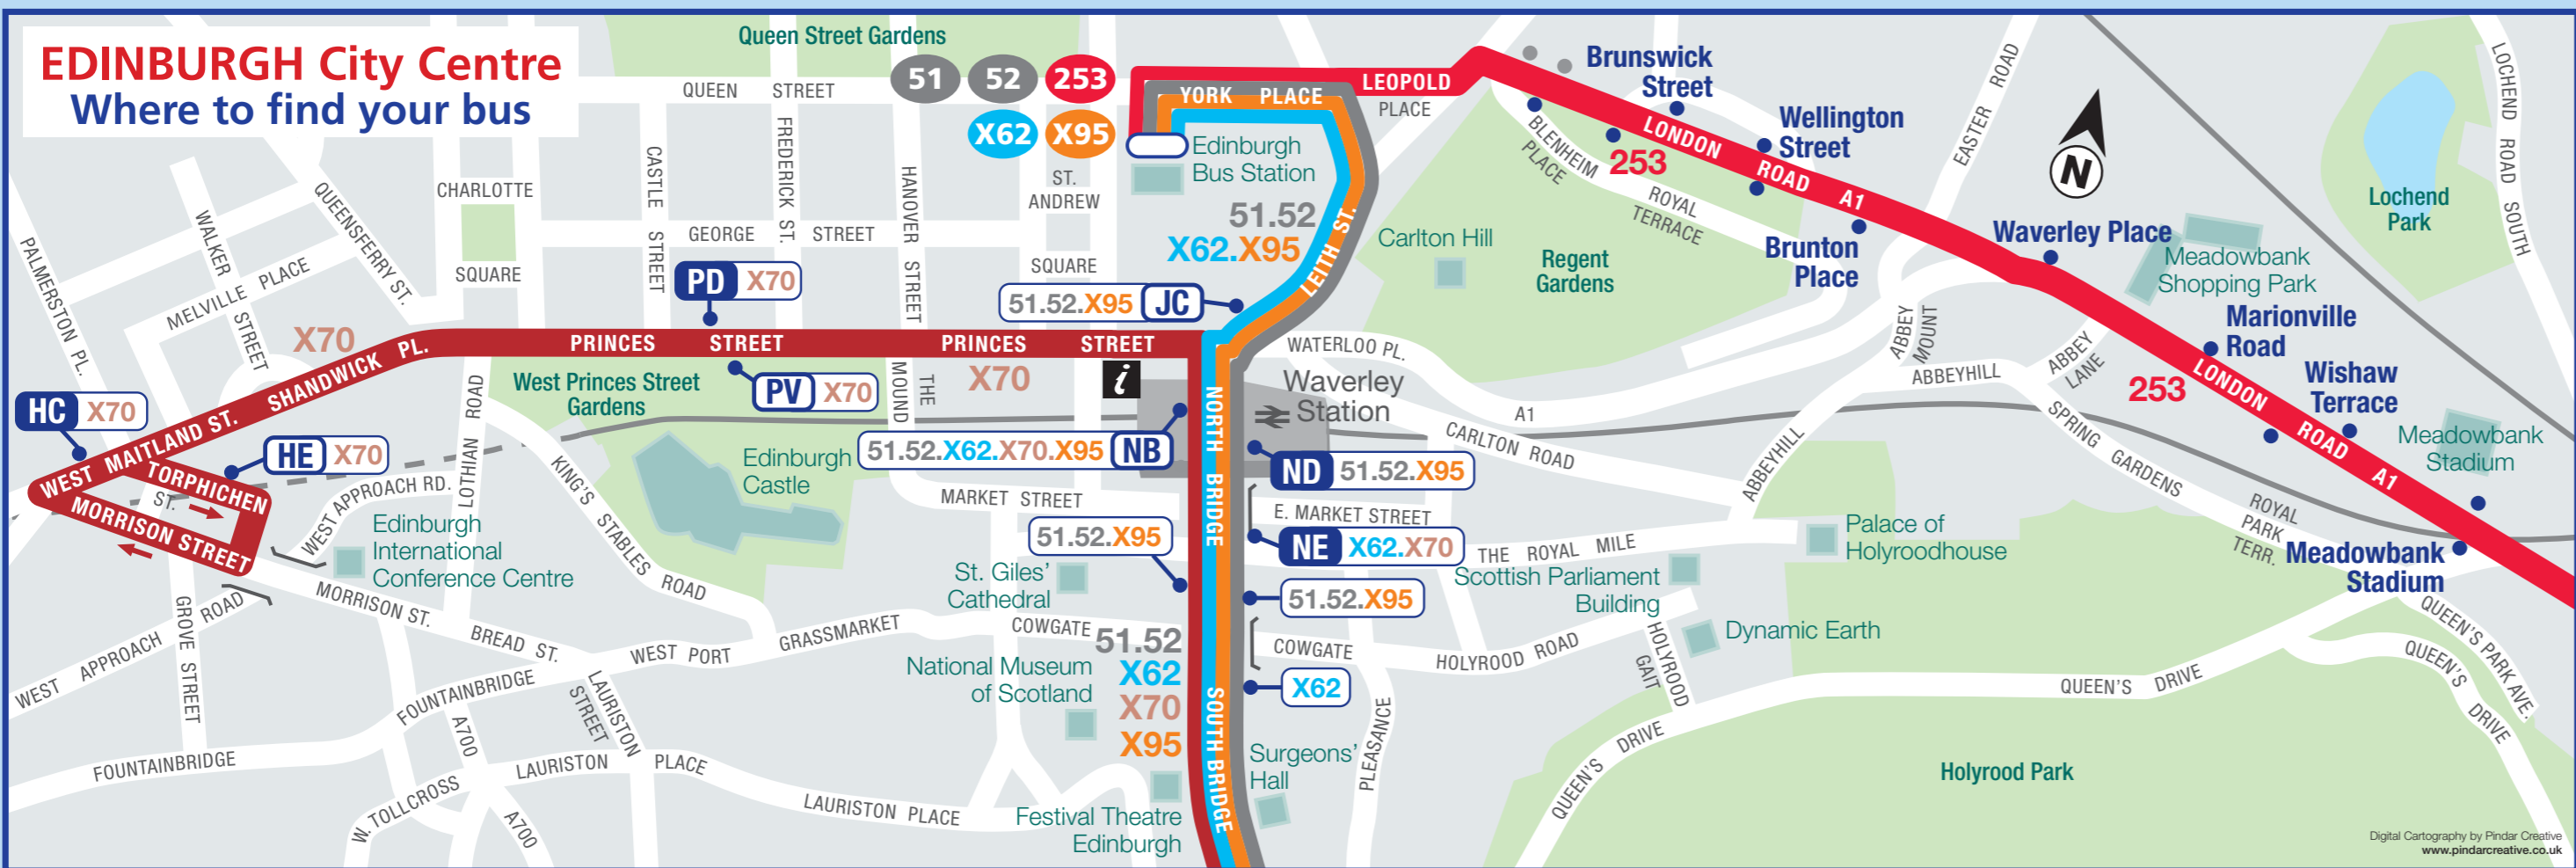 EDINBURGH City Centre
Where to find your bus
Queen Street Gardens
51
52
253
X62
X95
QUEEN STREET
YORK PLACE
LEOPOLD
PLACE
Edinburgh
Bus Station
51.52
X62.X95
LEITH ST.
Brunswick
Street
Wellington
Street
LONDON ROAD A1
253
BLENHEIM
PLACE
ROYAL
TERRACE
Brunton
Place
EASTER ROAD
N
LOCHEND ROAD SOUTH
Lochend
Park
Waverley Place
Meadowbank
Shopping Park
Marionville
Road
Wishaw
Terrace
Meadowbank
Stadium
253
LONDON ROAD A1
Meadowbank
Stadium
Carlton Hill
Regent
Gardens
CHARLOTTE
SQUARE
CASTLE STREET
FREDERICK ST.
HANOVER STREET
ST.
ANDREW
SQUARE
GEORGE STREET
PALMERSTON PL.
WALKER STREET
MELVILLE PLACE
QUEENSFERRY ST.
PD X70
51.52.X95 JC
X70
PRINCES STREET
PRINCES STREET
SHANDWICK PL.
WEST MAITLAND ST.
HC X70
HE X70
TORPHICHEN
ST.
MORRISON STREET
West Princes Street
Gardens
PV X70
THE
MOUND
X70
i
WATERLOO PL.
Waverley
Station
A1
CARLTON ROAD
ABBEY
MOUNT
ABBEYHILL
ABBEY
LANE
ABBEYHILL
SPRING GARDENS
ROYAL
PARK
TERR.
LOTHIAN ROAD
WEST APPROACH RD.
KING'S STABLES ROAD
Edinburgh
Castle
51.52.X62.X70.X95 NB
NORTH BRIDGE
ND 51.52.X95
MARKET STREET
E. MARKET STREET
51.52.X95
NE X62.X70
THE ROYAL MILE
Palace of
Holyroodhouse
Edinburgh
International
Conference Centre
St. Giles'
Cathedral
51.52.X95
Scottish Parliament
Building
Dynamic Earth
MORRISON ST.
BREAD ST.
WEST APPROACH ROAD
GROVE STREET
FOUNTAINBRIDGE
WEST PORT
GRASSMARKET
COWGATE
51.52
X62
X70
X95
COWGATE
HOLYROOD ROAD
HOLYROOD
GAIT
X62
National Museum
of Scotland
SOUTH BRIDGE
LAURISTON
STREET
A700
FOUNTAINBRIDGE
LAURISTON PLACE
W. TOLLCROSS
A700
LAURISTON PLACE
Festival Theatre
Edinburgh
Surgeons'
Hall
PLEASANCE
QUEEN'S DRIVE
QUEEN'S DRIVE
QUEEN'S DRIVE
QUEEN'S PARK AVE.
Holyrood Park
Digital Cartography by Pindar Creative
www.pindarcreative.co.uk